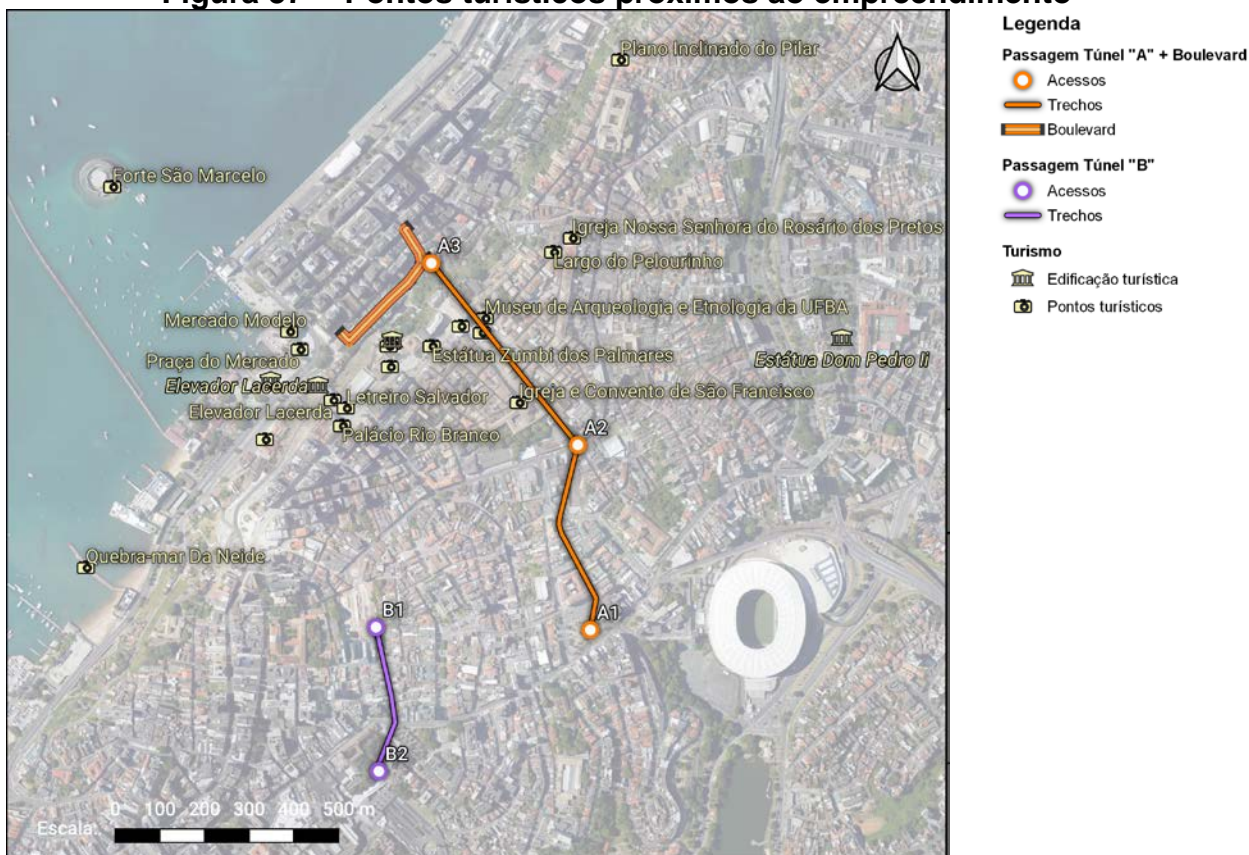 Figura
Pontos turísticos próximos ao empreendimento
Plano Inclinado do Pilar
Forte São Marcelo
Igreja Nossa Senhora do Rosário dos Pretos
A3
Largo do Pelourinho
Museu de Arqueologia e Etnologia da UFBA
Mercado Modelo
Estátua Zumbi dos Palmares
Praça do Mercado
Estátua Dom Pedro Ii
Elevador Lacerda
Igreja e Convento de São Francisco
Letreiro Salvador
Elevador Lacerda
Palácio Rio Branco
A2
Quebra-mar Da Neide
B1
A1
B2
0 100 200 300 400 500 m
Escala:
Legenda
Passagem Túnel "A" + Boulevard
Acessos
Trechos
Boulevard
Passagem Túnel "B"
Acessos
Trechos
Turismo
Edificação turística
Pontos turísticos